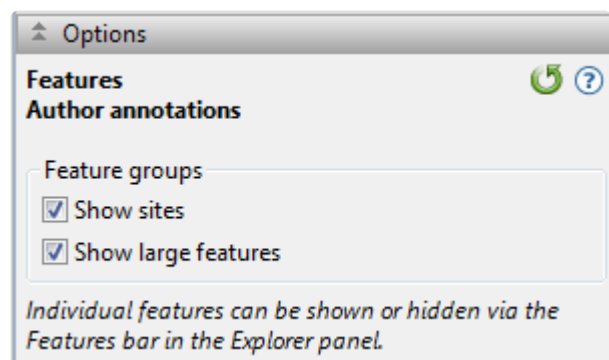 Options
Features
Author annotations
Feature groups
Show sites
Show large features
Individual features can be shown or hidden via the
Features bar in the Explorer panel.